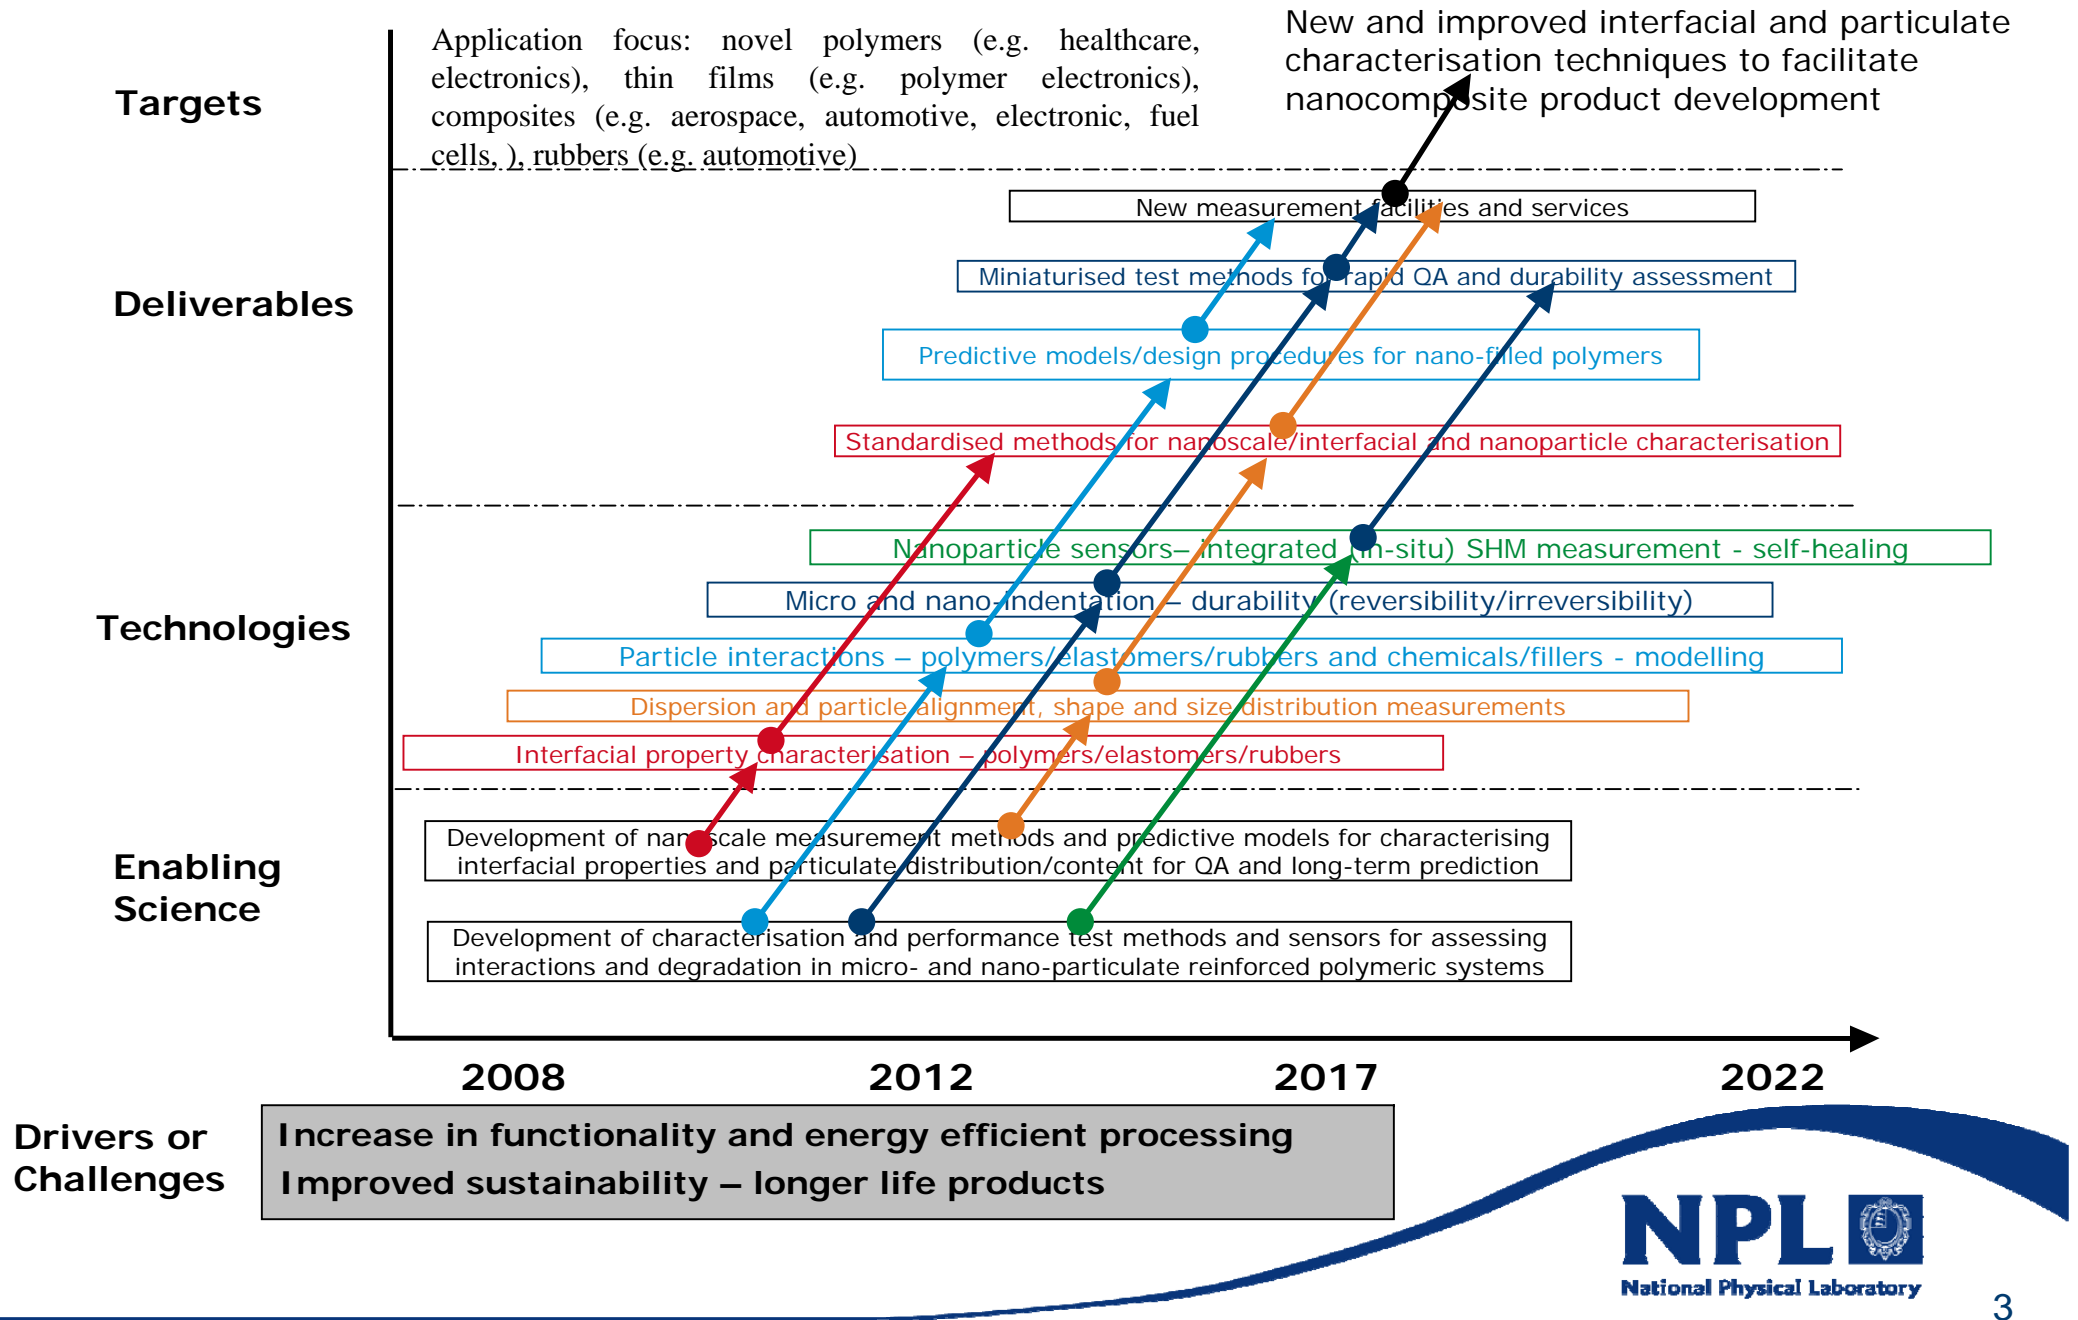 Targets
Application focus: novel polymers (e.g. healthcare,
electronics), thin films (e.g. polymer electronics),
composites (e.g. aerospace, automotive, electronic, fuel
cells, ), rubbers (e.g. automotive)
New and improved interfacial and particulate
characterisation techniques to facilitate
nanocomposite product development
Deliverables
New measurement facilities and services
Miniaturised test methods for rapid QA and durability assessment
Predictive models/design procedures for nano-filled polymers
Standardised methods for nanoscale/interfacial and nanoparticle characterisation
Technologies
Nanoparticle sensors– integrated (in-situ) SHM measurement - self-healing
Micro and nano-indentation – durability (reversibility/irreversibility)
Particle interactions – polymers/elastomers/rubbers and chemicals/fillers - modelling
Dispersion and particle alignment, shape and size distribution measurements
Interfacial property characterisation – polymers/elastomers/rubbers
Enabling
Science
Development of nanoscale measurement methods and predictive models for characterising
interfacial properties and particulate distribution/content for QA and long-term prediction
Development of characterisation and performance test methods and sensors for assessing
interactions and degradation in micro- and nano-particulate reinforced polymeric systems
2008 2012 2017 2022
Drivers or
Challenges
Increase in functionality and energy efficient processing
Improved sustainability – longer life products
NPL
National Physical Laboratory
3